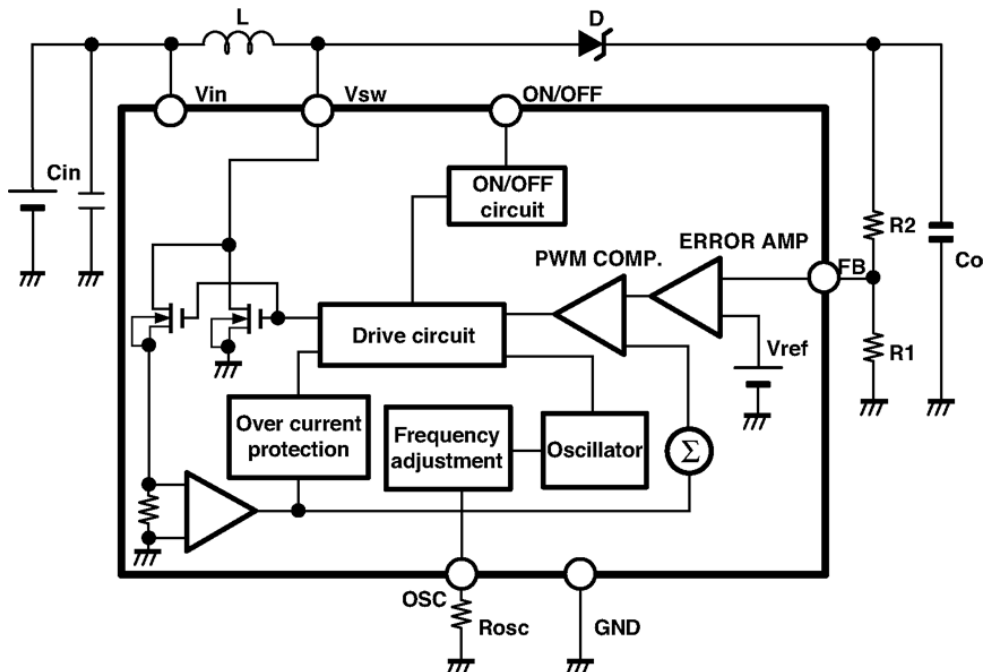 L
D
Vin
Vsw
ON/OFF
Cin
ON/OFF
circuit
R2
Co
ERROR AMP
PWM COMP.
FB
Drive circuit
Vref
R1
Over current
protection
Frequency
adjustment
Oscillator
Σ
OSC
Rosc
GND